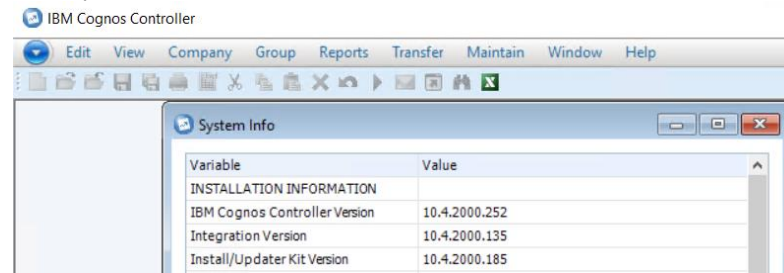 IBM Cognos Controller
Edit View Company Group Reports Transfer Maintain Window Help
System Info
Variable Value
INSTALLATION INFORMATION
IBM Cognos Controller Version 10.4.2000.252
Integration Version 10.4.2000.135
Install/Updater Kit Version 10.4.2000.185